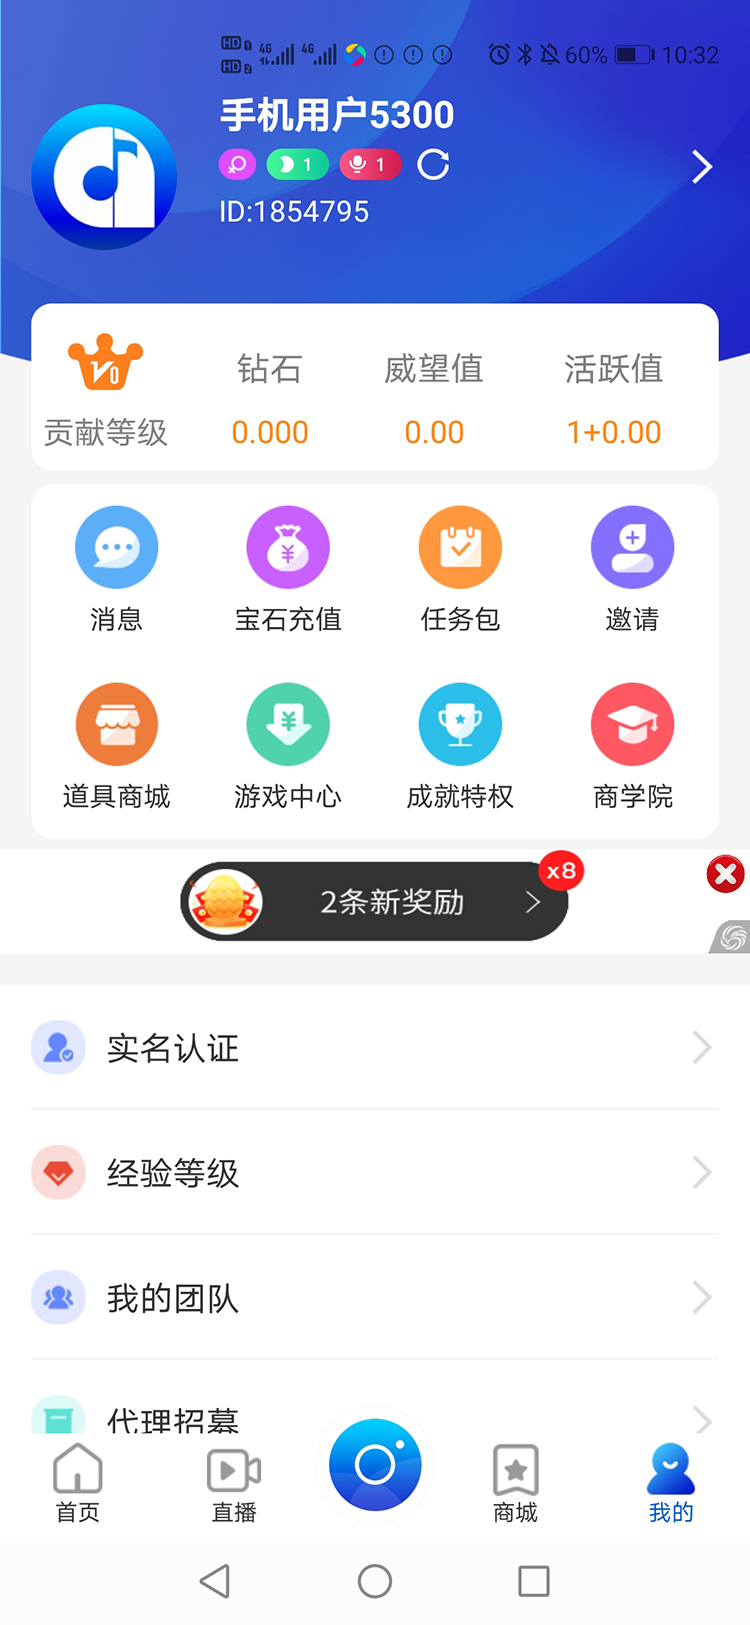 HD 1 4G 4G 60% 10:32
HD 2
手机用户5300
1 1
ID:1854795
V0 钻石 威望值 活跃值
贡献等级 0.000 0.00 1+0.00
消息 宝石充值 任务包 邀请
道具商城 游戏中心 成就特权 商学院
x8
2条新奖励
实名认证
经验等级
我的团队
代理招募
首页 直播 商城 我的